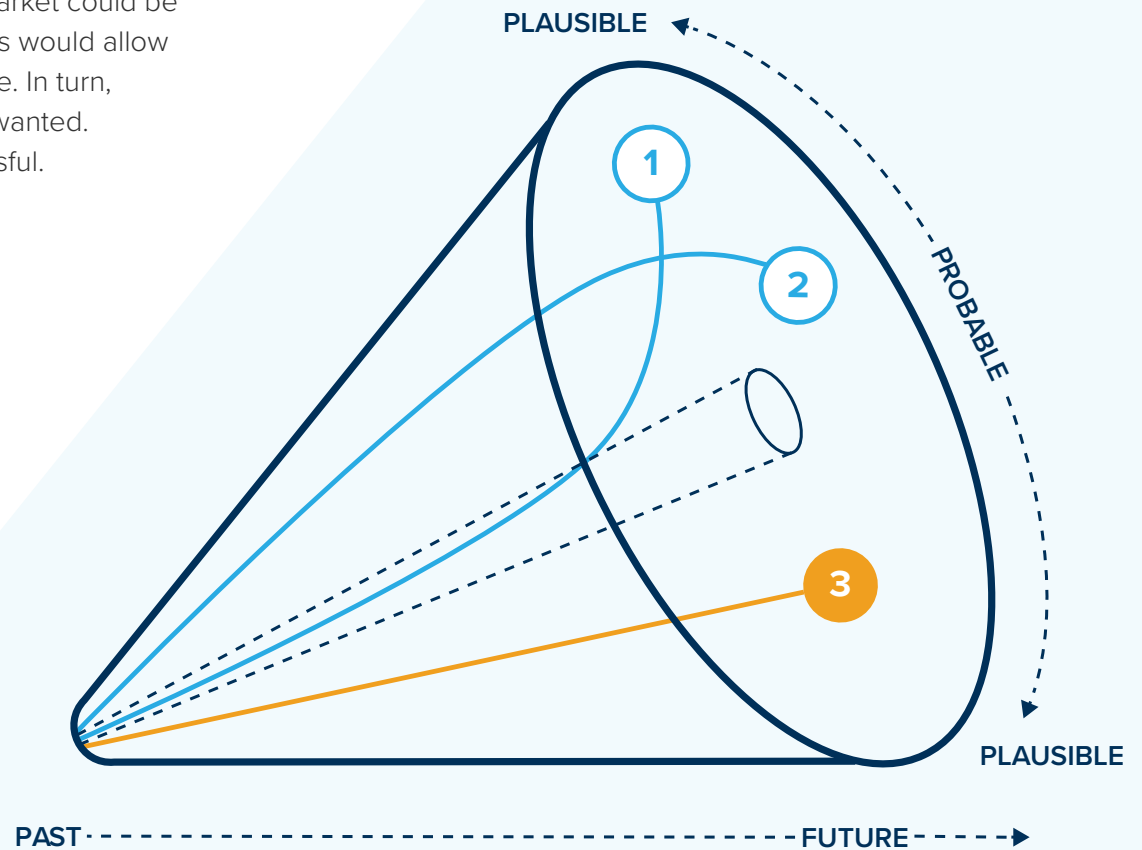 arket could be
s would allow
e. In turn,
wanted.
sful.
PLAUSIBLE
1
2
PROBABLE
3
PLAUSIBLE
PAST
FUTURE